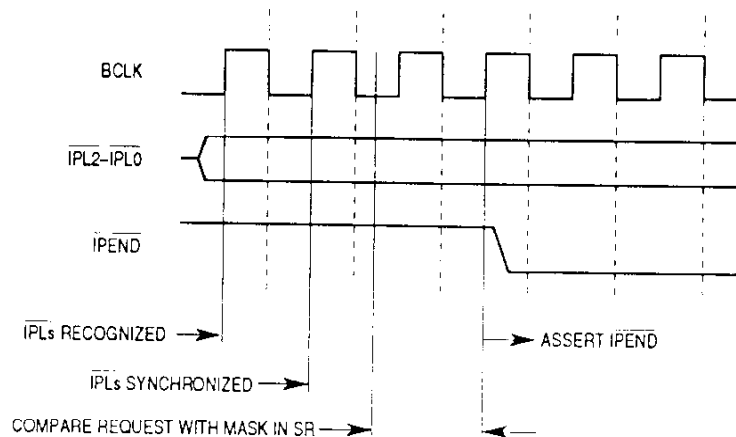 BCLK
IPL2–IPL0
IPEND
IPLs RECOGNIZED
ASSERT IPEND
IPLs SYNCHRONIZED
COMPARE REQUEST WITH MASK IN SR